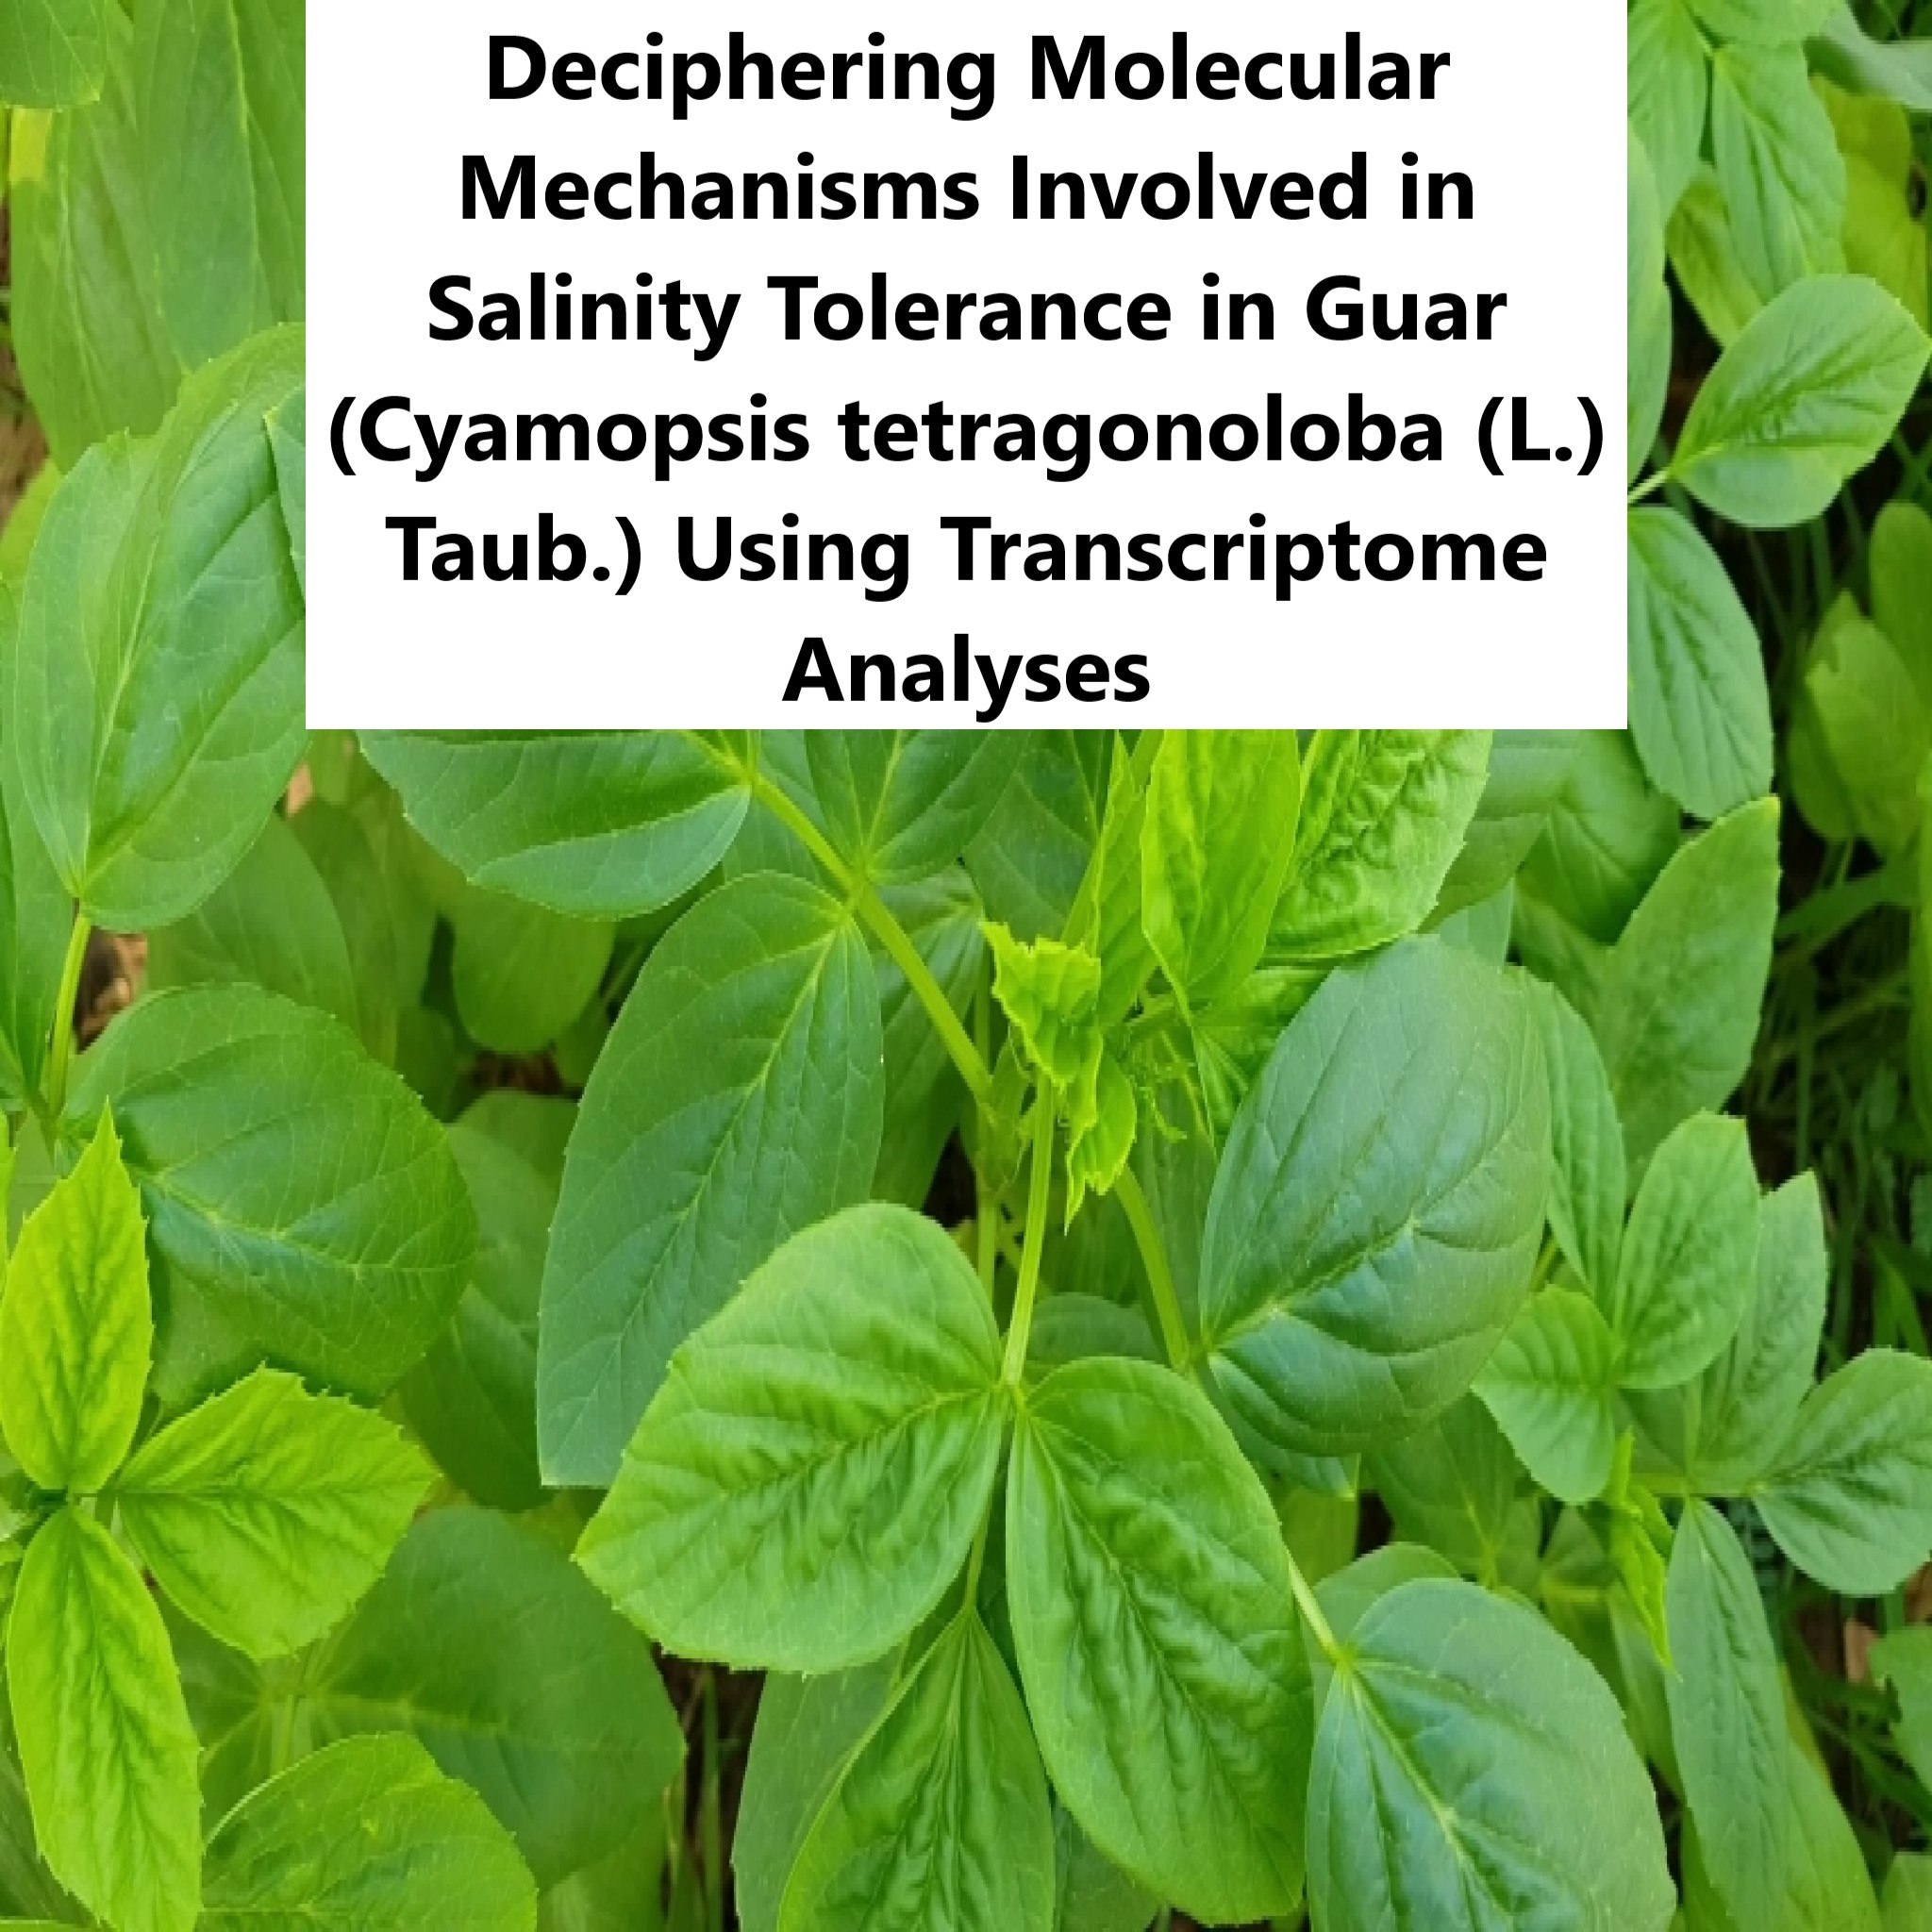 Deciphering Molecular
Mechanisms Involved in
Salinity Tolerance in Guar
(Cyamopsis tetragonoloba (L.)
Taub.) Using Transcriptome
Analyses